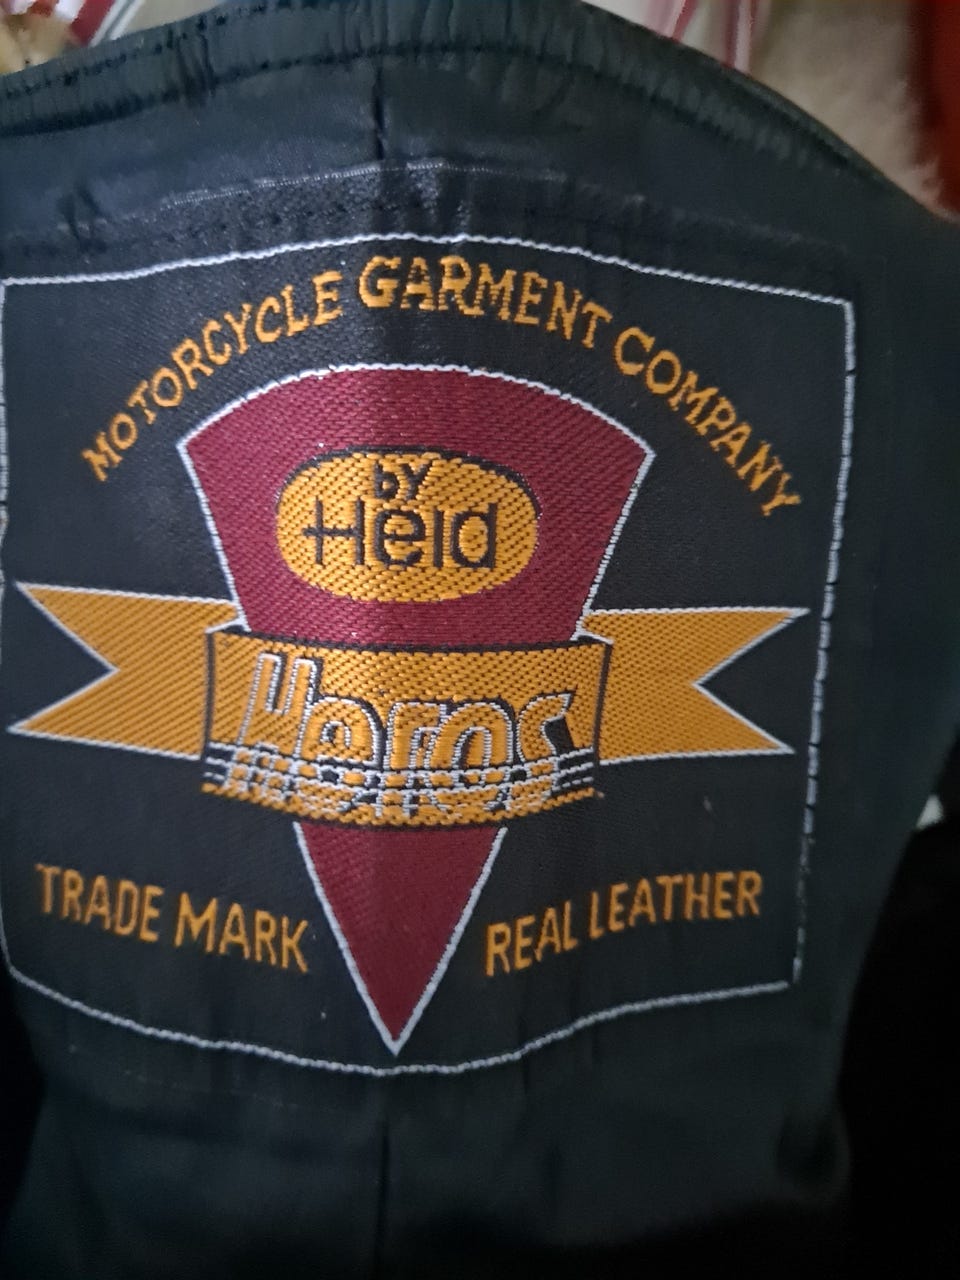 MOTORCYCLE GARMENT COMPANY
by
Held
Heros
TRADE MARK
REAL LEATHER